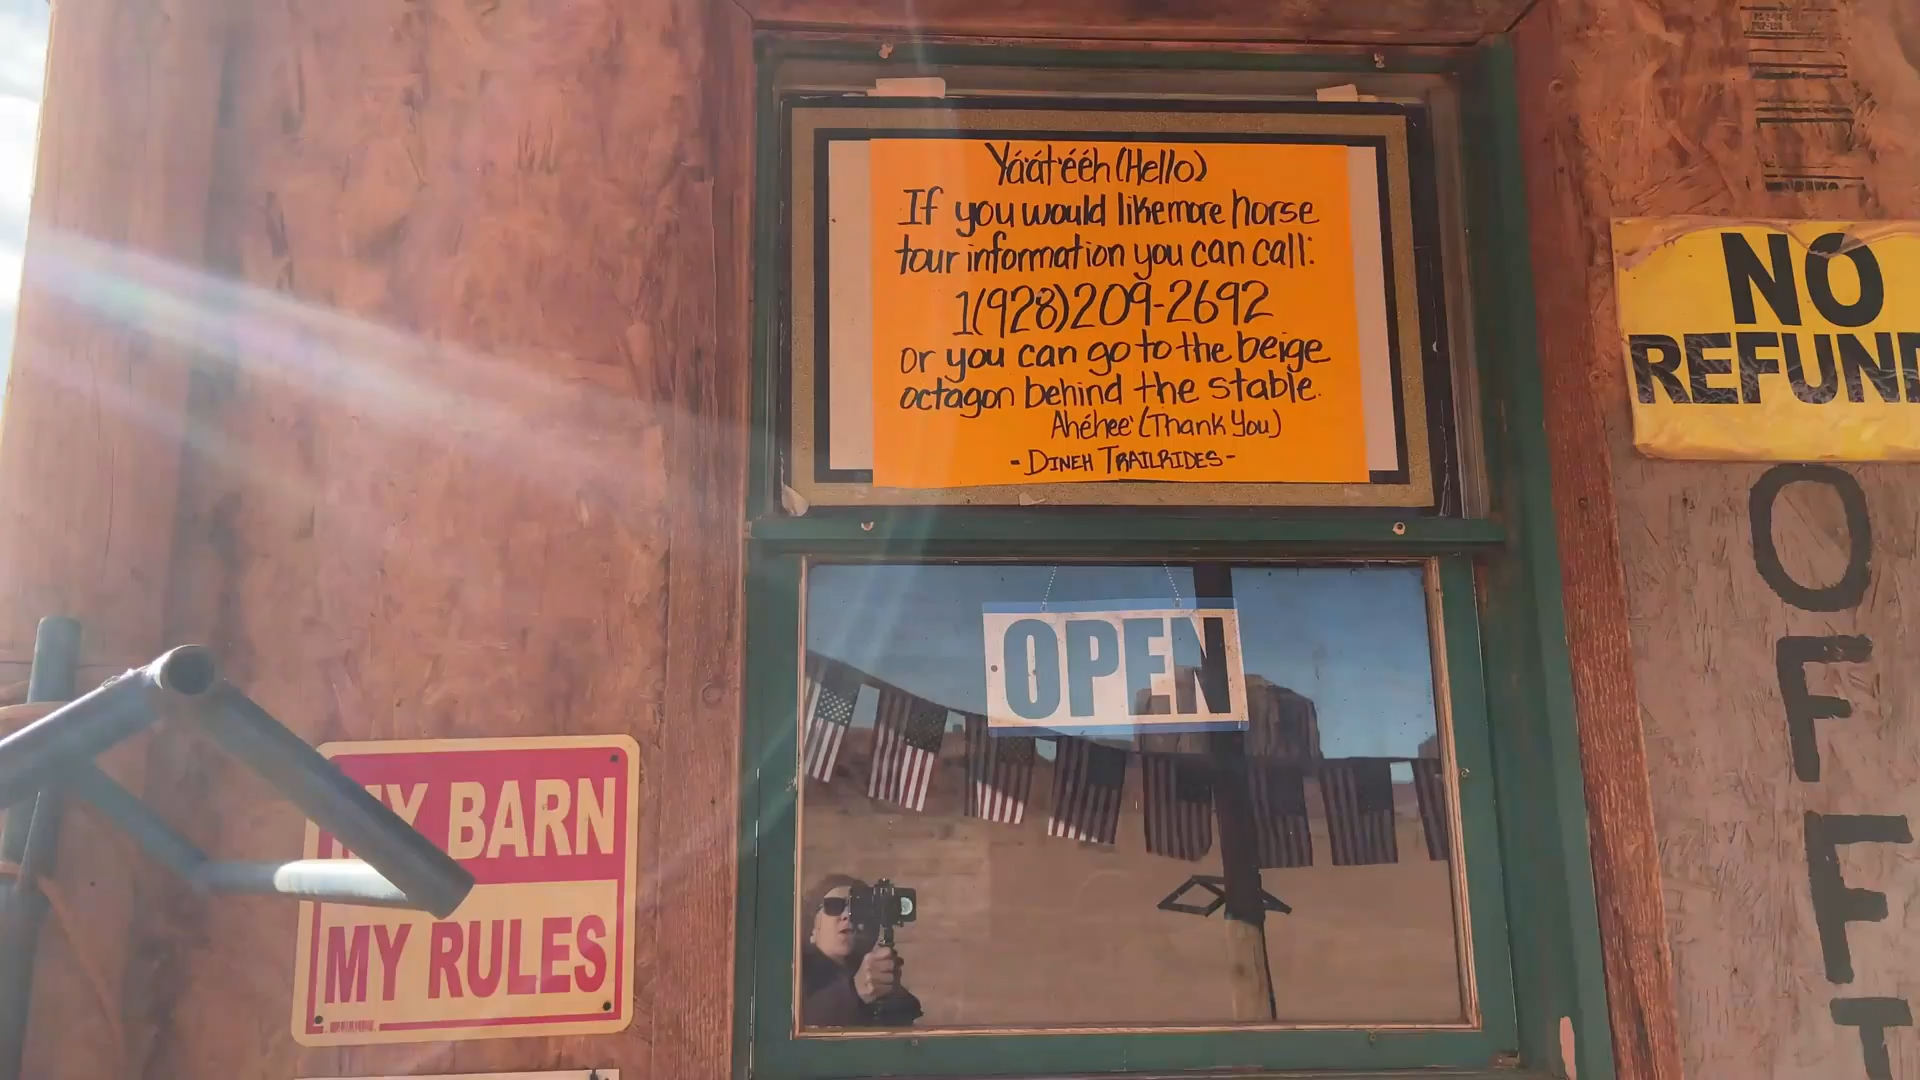 Yá'át'ééh (Hello)
If you would like more horse
tour information you can call:
1(928)209-2692
or you can go to the beige
octagon behind the stable.
Ahéhee' (Thank You)
- DINEH TRAILRIDES -
OPEN
MY BARN
MY RULES
NO
REFUND
O
F
F